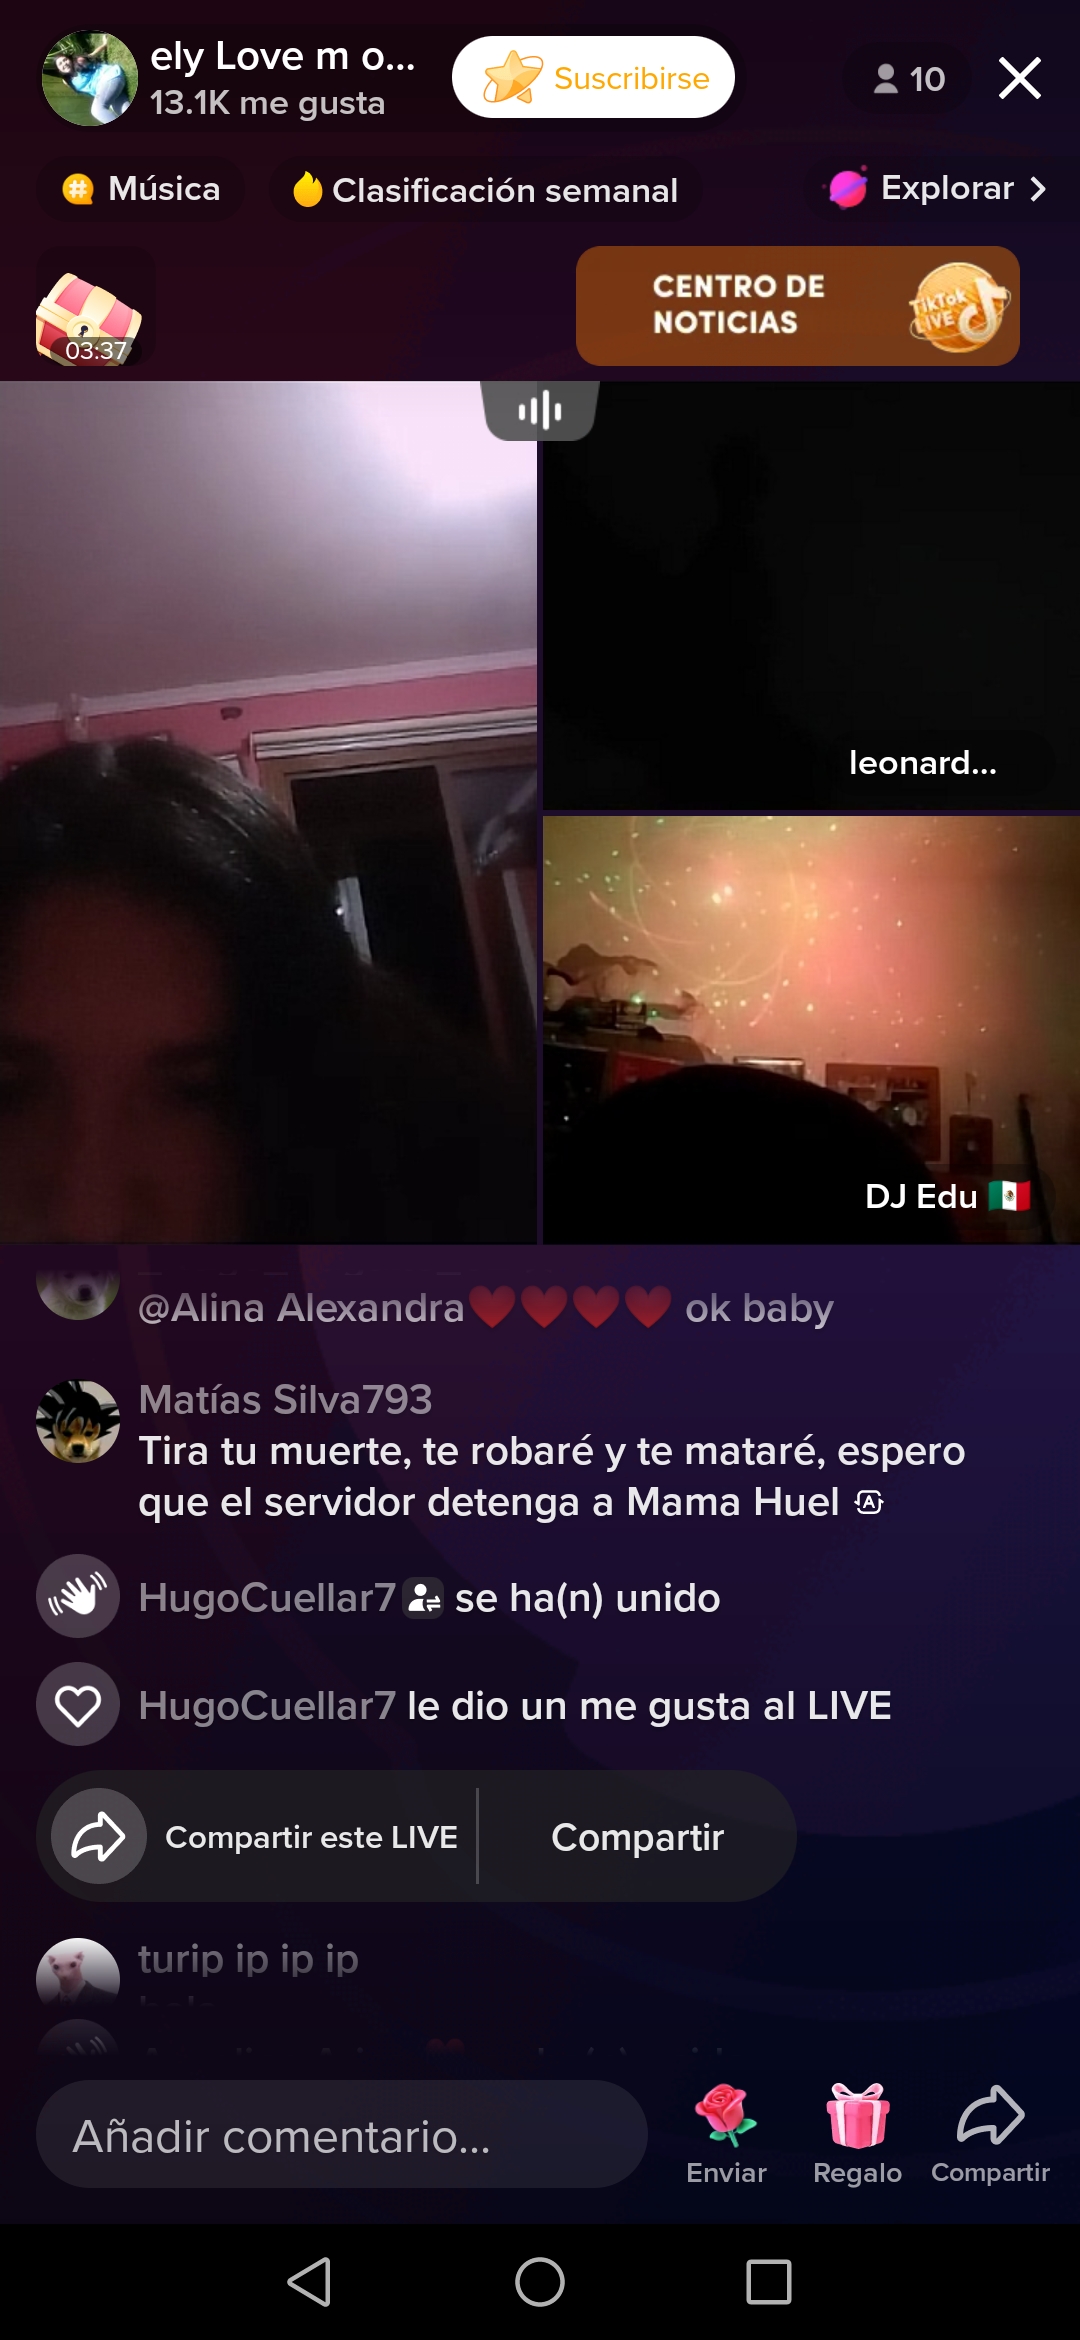 ely Love m o...
13.1K me gusta
Suscribirse
10
Música
Clasificación semanal
Explorar
03:37
CENTRO DE
NOTICIAS
TikTok
LIVE
leonard...
DJ Edu 🇲🇽
@Alina Alexandra❤️❤️❤️❤️ ok baby
Matías Silva793
Tira tu muerte, te robaré y te mataré, espero
que el servidor detenga a Mama Huel
HugoCuellar7 se ha(n) unido
HugoCuellar7 le dio un me gusta al LIVE
Compartir este LIVE
Compartir
turip ip ip ip
Añadir comentario...
Enviar
Regalo
Compartir